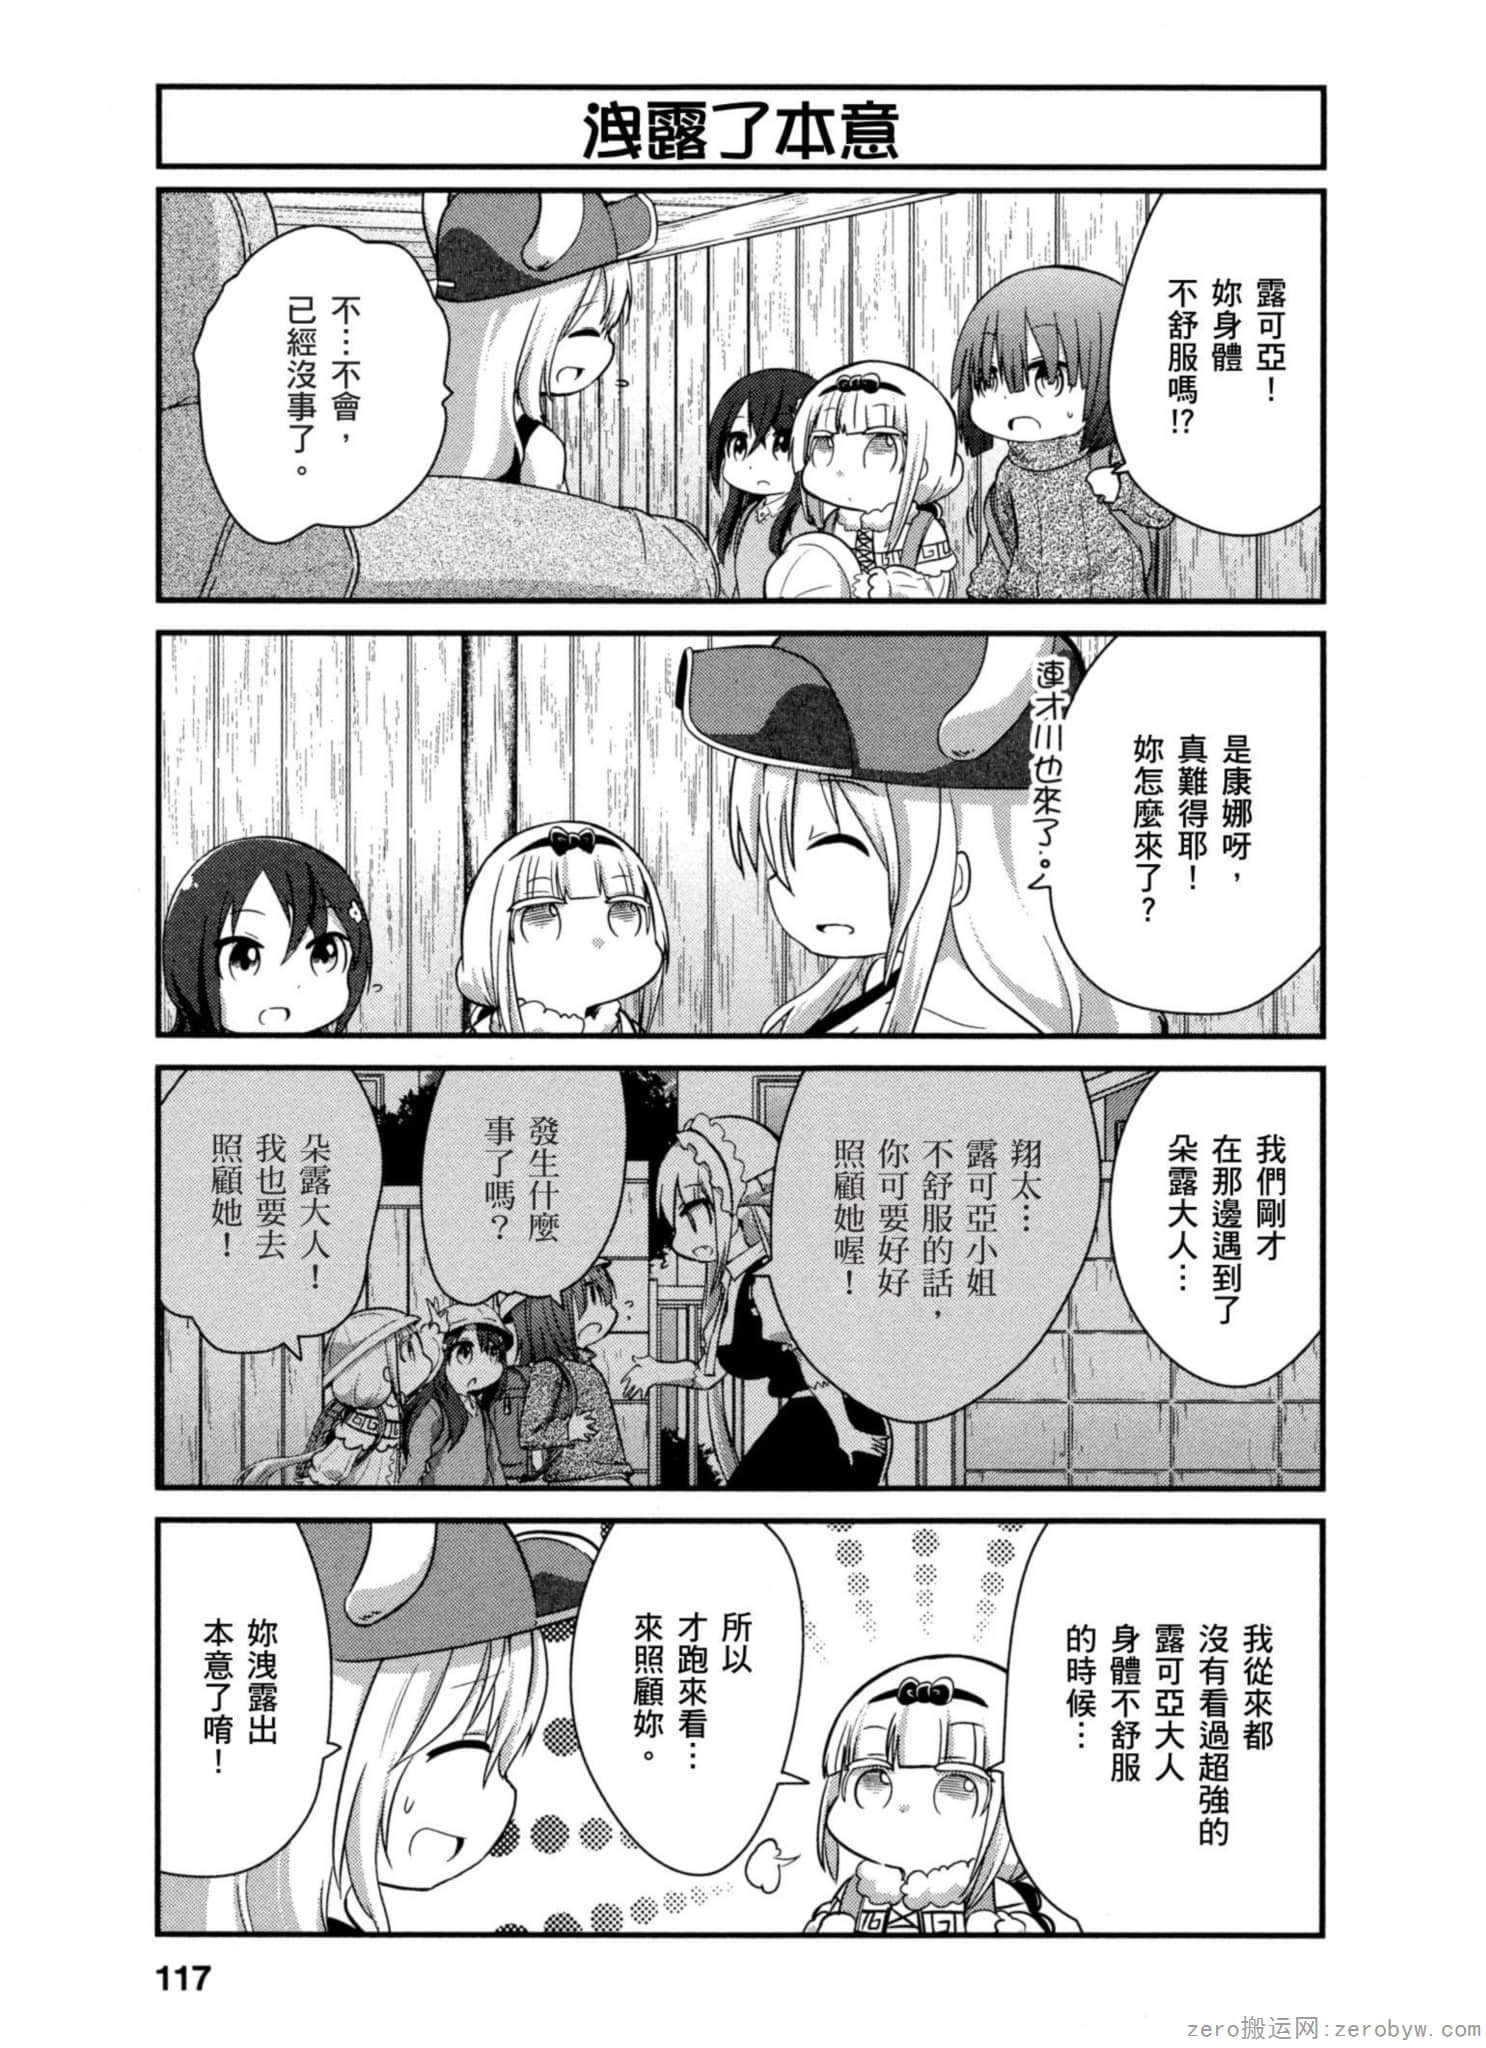 洩露了本意
露可亞！
妳身體
不舒服嗎!?
不…不會，
已經沒事了。
是康娜呀，
真難得耶！
妳怎麼來了？
連才川也來了。
我們剛才
在那邊遇到了
朵露大人…
翔太…
露可亞小姐
不舒服的話，
你可要好好
照顧她喔！
發生什麼
事了嗎？
朵露大人！
我也要去
照顧她！
我從來都
沒有看過超強的
露可亞大人
身體不舒服
的時候…
所以
才跑來看…
來照顧妳。
妳洩露出
本意了唷！
117
zero搬运网:zerobyw.com